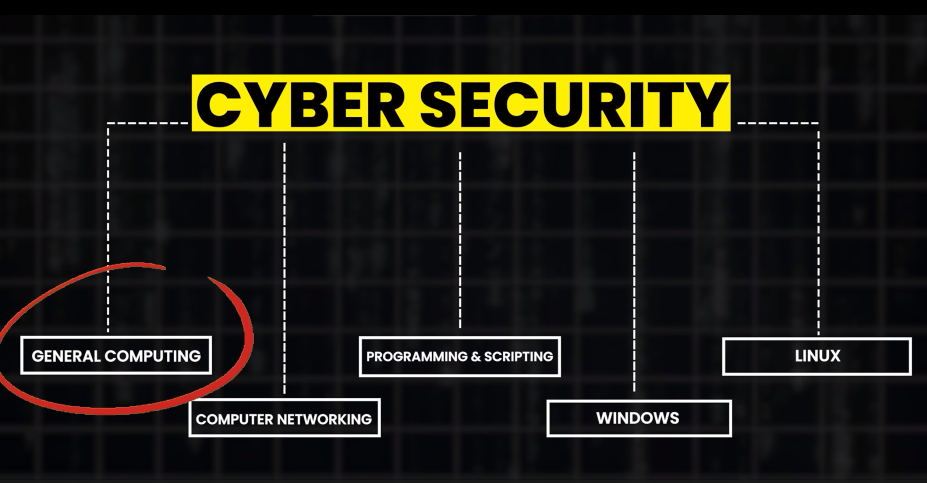 CYBER SECURITY
GENERAL COMPUTING
PROGRAMMING & SCRIPTING
LINUX
COMPUTER NETWORKING
WINDOWS